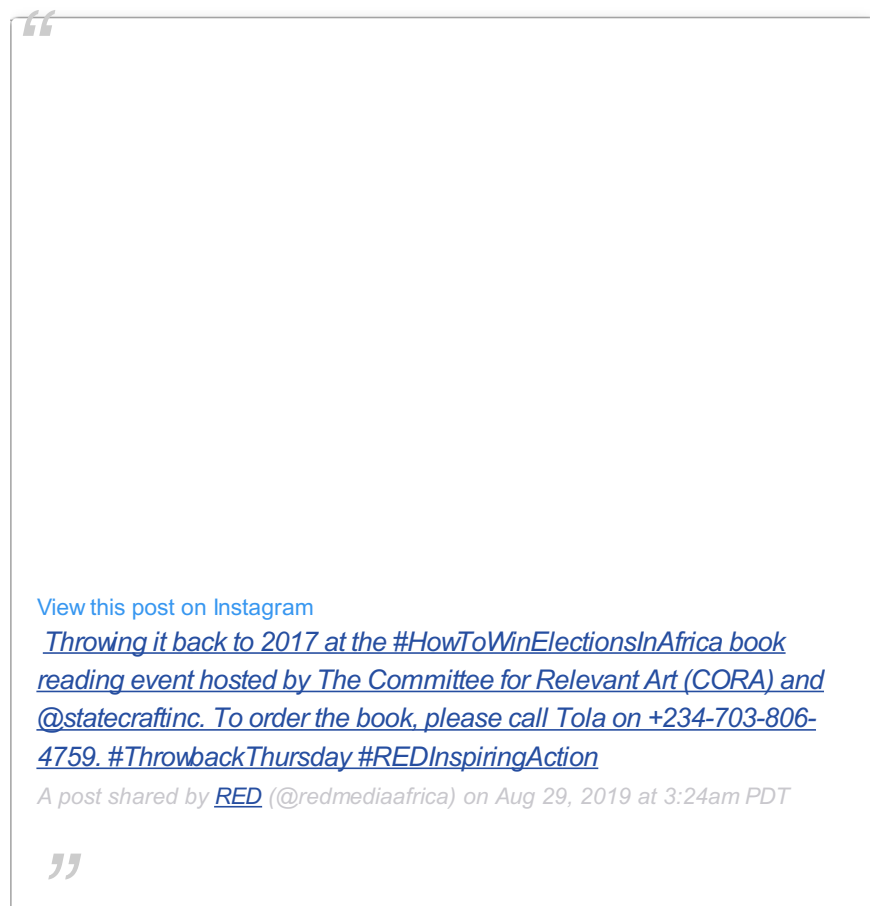 “
View this post on Instagram
Throwing it back to 2017 at the #HowToWinElectionsInAfrica book
reading event hosted by The Committee for Relevant Art (CORA) and
@statecraftinc. To order the book, please call Tola on +234-703-806-
4759. #ThrowbackThursday #REDInspiringAction
A post shared by RED (@redmediaafrica) on Aug 29, 2019 at 3:24am PDT
”